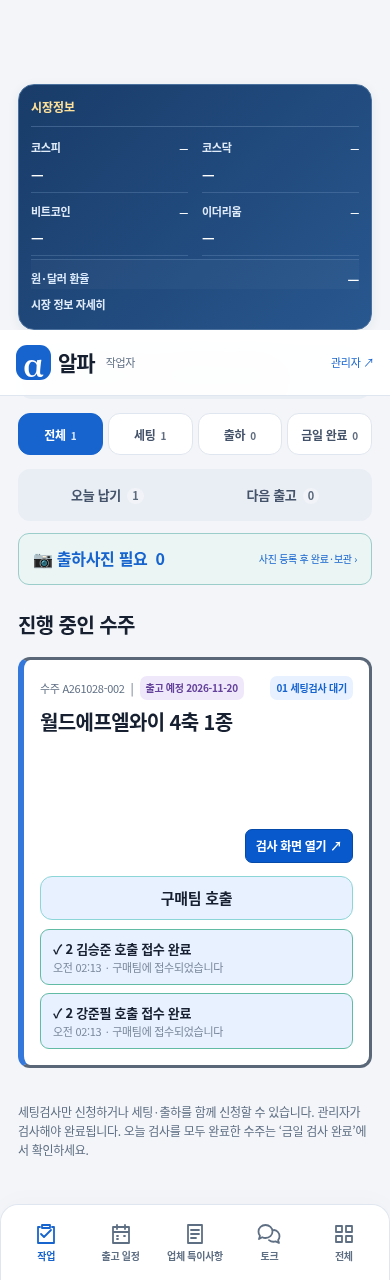 시장정보
코스피 — 코스닥 —
— —
비트코인 — 이더리움 —
— —
원·달러 환율 —
시장 정보 자세히
α 알파 작업자 관리자 ↗
전체 1 세팅 1 출하 0 금일 완료 0
오늘 납기 1 다음 출고 0
📷 출하사진 필요 0 사진 등록 후 완료·보관 ›
진행 중인 수주
수주 A261028-002 | 출고 예정 2026-11-20 01 세팅검사 대기
월드에프엘와이 4축 1종
검사 화면 열기 ↗
구매팀 호출
✓ 2 김승준 호출 접수 완료
오전 02:13 · 구매팀에 접수되었습니다
✓ 2 강준필 호출 접수 완료
오전 02:13 · 구매팀에 접수되었습니다
세팅검사만 신청하거나 세팅·출하를 함께 신청할 수 있습니다. 관리자가
검사해야 완료됩니다. 오늘 검사를 모두 완료한 수주는 ‘금일 검사 완료’에
서 확인하세요.
작업 출고 일정 업체 특이사항 토크 전체